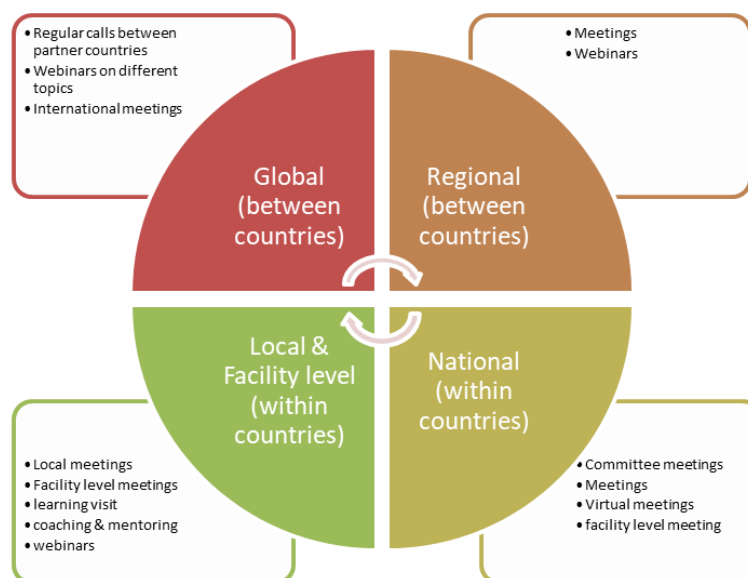 • Regular calls between
partner countries
• Webinars on different
topics
• International meetings
• Meetings
• Webinars
Global
(between
countries)
Regional
(between
countries)
Local &
Facility level
(within
countries)
National
(within
countries)
• Local meetings
• Facility level meetings
• learning visit
• coaching & mentoring
• webinars
• Committee meetings
• Meetings
• Virtual meetings
• facility level meeting